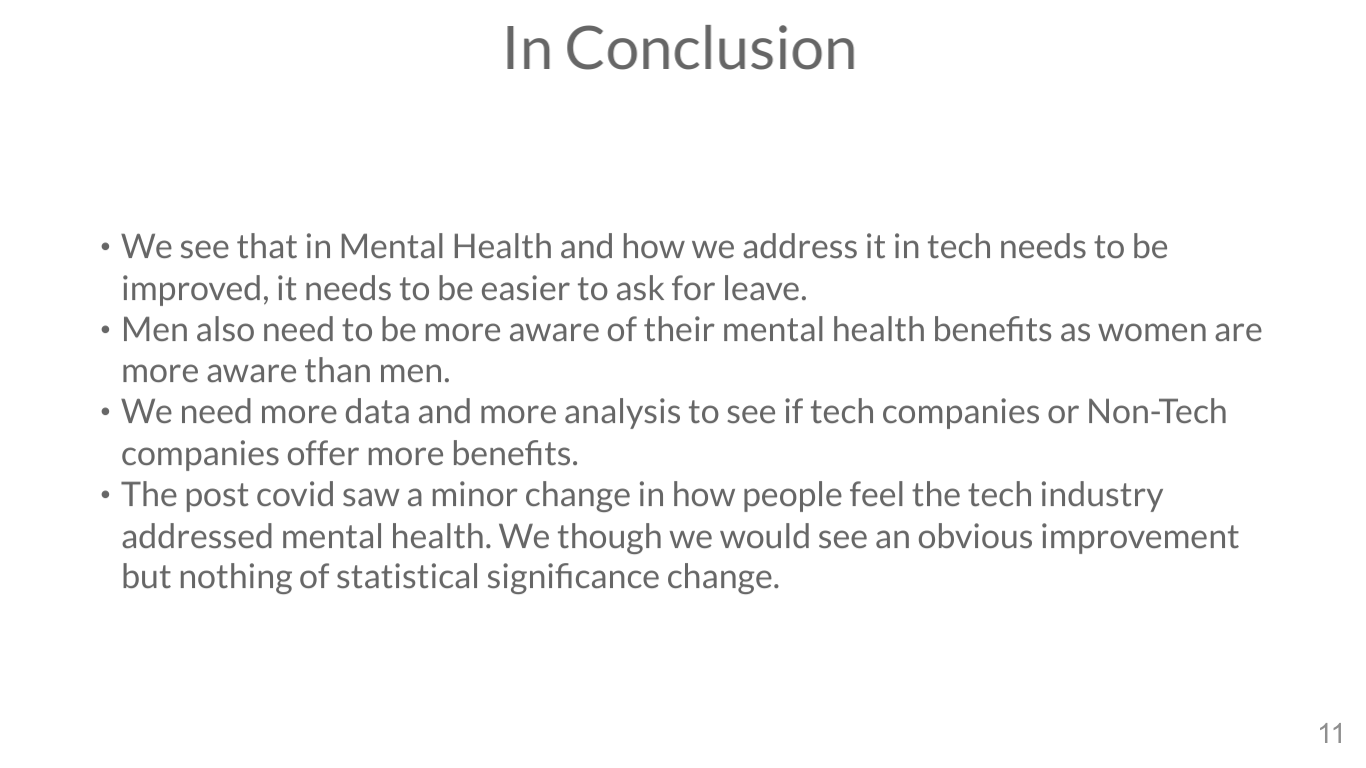 In Conclusion
• We see that in Mental Health and how we address it in tech needs to be
improved, it needs to be easier to ask for leave.
• Men also need to be more aware of their mental health benefits as women are
more aware than men.
• We need more data and more analysis to see if tech companies or Non-Tech
companies offer more benefits.
• The post covid saw a minor change in how people feel the tech industry
addressed mental health. We though we would see an obvious improvement
but nothing of statistical significance change.
11